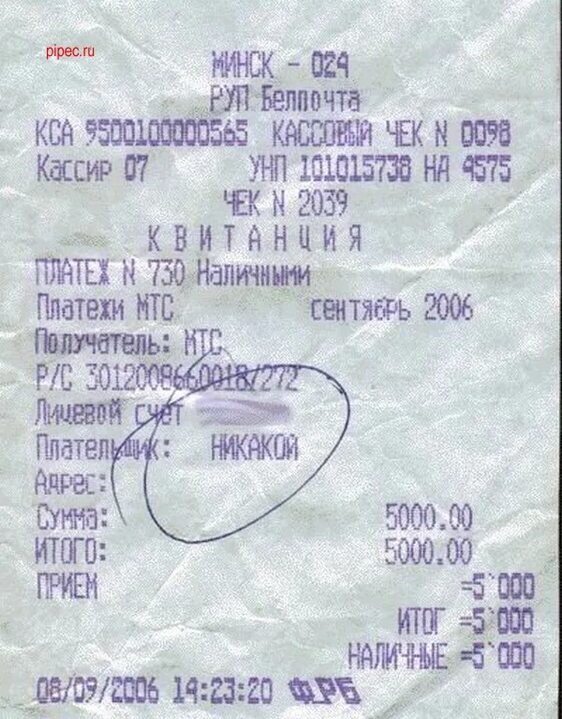 pipec.ru
МИНСК - 024
РУП Белпочта
КСА 9500100000565 КАССОВЫЙ ЧЕК N 0098
Кассир 07 УНП 101015738 НА 4575
ЧЕК N 2039
КВИТАНЦИЯ
ПЛАТЕЖ N 730 Наличными
Платежи МТС сентябрь 2006
Получатель: МТС
Р/С 3012008660018/272
Лицевой счет
Плательщик: НИКАКОЙ
Адрес:
Сумма: 5000.00
ИТОГО: 5000.00
ПРИЕМ =5`000
ИТОГ =5`000
НАЛИЧНЫЕ =5`000
08/09/2006 14:23:20 ФРБ